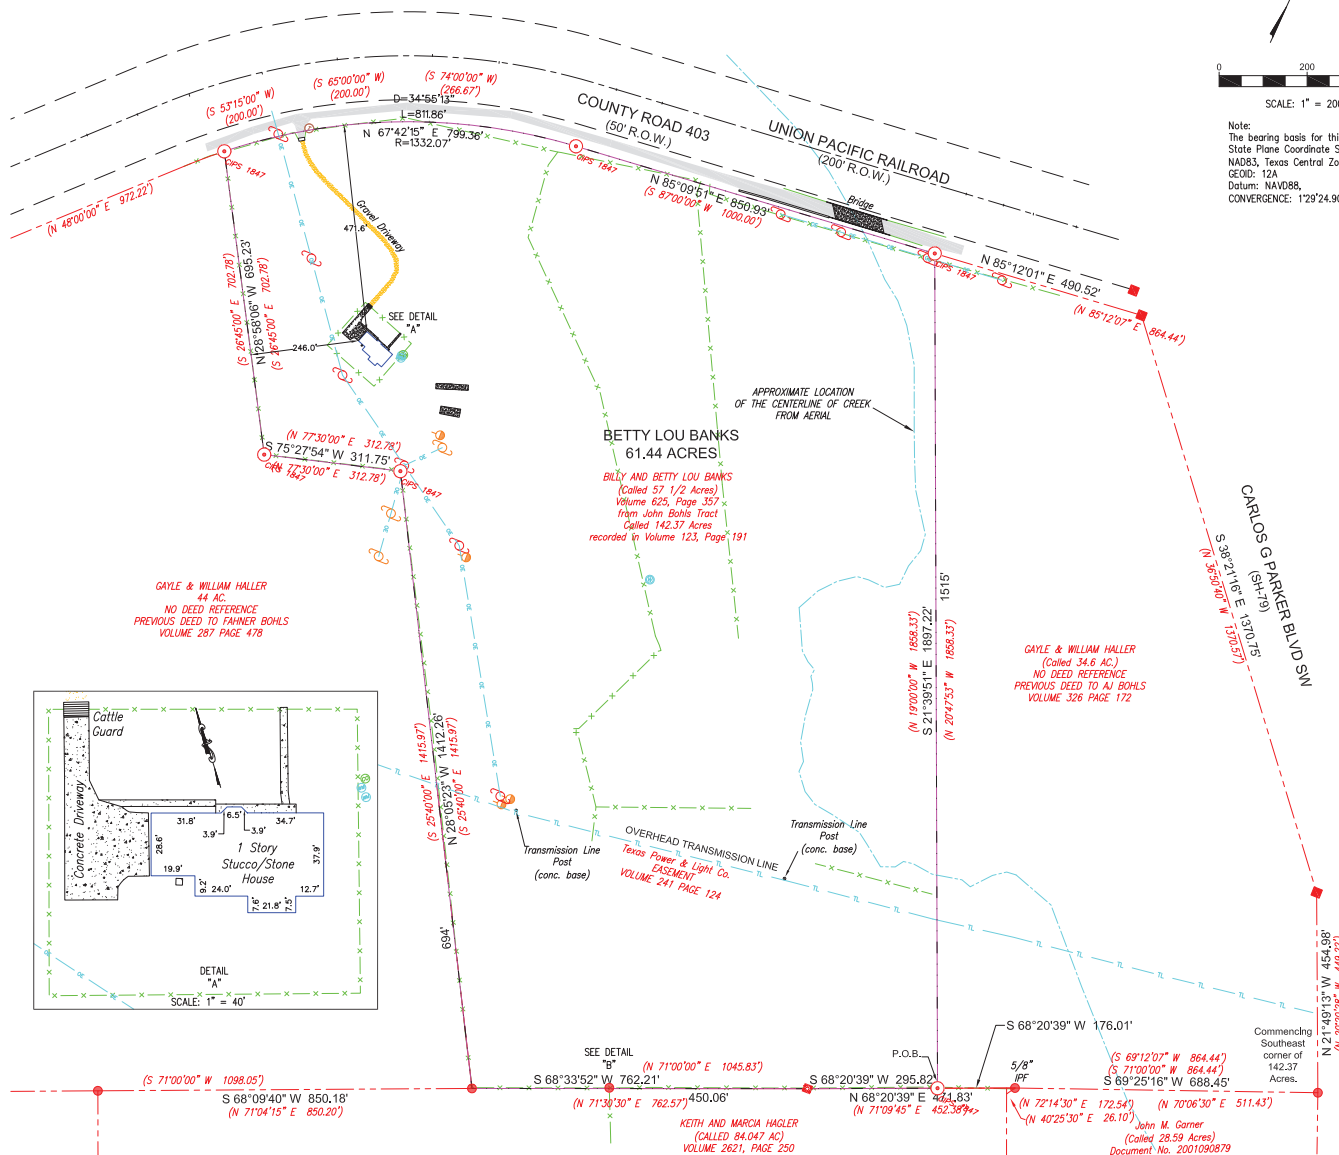 (S 53°15'00" W)
(200.00')
(S 65°00'00" W)
(200.00')
(S 74°00'00" W)
(266.67')
D=34°55'13"
L=811.86'
N 67°42'15" E 799.36'
R=1332.07'
COUNTY ROAD 403
(50' R.O.W.)
UNION PACIFIC RAILROAD
(200' R.O.W.)
0
200
SCALE: 1" = 200
Note:
The bearing basis for thi
State Plane Coordinate S
NAD83, Texas Central Zo
GEOID: 12A
Datum: NAVD88,
CONVERGENCE: 1°29'24.90
(N 48°00'00" E 972.22')
CIPS 1847
CIPS 1847
N 85°09'51" E 850.93'
(S 87°00'00" W 1000.00')
Bridge
CIPS 1847
N 85°12'01" E 490.52'
(N 85°12'07" E 864.44')
Gravel Driveway
471.6'
246.0'
SEE DETAIL
"A"
(S 26°45'00" E 702.78')
N 28°58'06" W 695.23'
(S 26°45'00" E 702.78')
(N 77°30'00" E 312.78')
S 75°27'54" W 311.75'
(N 77°30'00" E 312.78')
CIPS 1847
CIPS 1847
APPROXIMATE LOCATION
OF THE CENTERLINE OF CREEK
FROM AERIAL
BETTY LOU BANKS
61.44 ACRES
BILLY AND BETTY LOU BANKS
(Called 57 1/2 Acres)
Volume 625, Page 357
from John Bohls Tract
Called 142.37 Acres
recorded in Volume 123, Page 191
CARLOS G PARKER BLVD SW
(SH-79)
S 38°21'16" E 1370.75'
(N 36°50'40" W 1370.57')
GAYLE & WILLIAM HALLER
44 AC.
NO DEED REFERENCE
PREVIOUS DEED TO FAHNER BOHLS
VOLUME 287 PAGE 478
(N 19°00'00" W 1858.33')
S 21°39'51" E 1897.22'
1515'
(N 20°47'53" W 1858.33')
GAYLE & WILLIAM HALLER
(Called 34.6 AC.)
NO DEED REFERENCE
PREVIOUS DEED TO AJ BOHLS
VOLUME 326 PAGE 172
(S 25°40'00" E 1415.97')
N 28°05'23" W 1412.26'
(S 25°40'00" E 1415.97')
694'
Cattle
Guard
Concrete Driveway
31.8'
6.5'
34.7'
3.9'
3.9'
28.6'
1 Story
Stucco/Stone
House
37.9'
19.9'
9.2'
24.0'
12.7'
7.6'
21.8'
7.5'
DETAIL
"A"
SCALE: 1" = 40'
OE
OE
TL
Transmission Line
Post
(conc. base)
OVERHEAD TRANSMISSION LINE
Texas Power & Light Co.
EASEMENT
VOLUME 241 PAGE 124
Transmission Line
Post
(conc. base)
N 21°49'13" W 454.98'
S 68°20'39" W 176.01'
Commencing
Southeast
corner of
142.37
Acres.
P.O.B.
5/8"
IPF
SEE DETAIL
"B"
(S 71°00'00" W 1098.05')
S 68°09'40" W 850.18'
(N 71°04'15" E 850.20')
(N 71°00'00" E 1045.83')
S 68°33'52" W 762.21'
(N 71°30'30" E 762.57')
450.06'
S 68°20'39" W 295.82'
N 68°20'39" E 471.83'
(N 71°09'45" E 452.38')
(S 69°12'07" W 864.44')
(S 71°00'00" W 864.44')
S 69°25'16" W 688.45'
(N 72°14'30" E 172.54')
(N 70°06'30" E 511.43')
(N 40°25'30" E 26.10')
KEITH AND MARCIA HAGLER
(CALLED 84.047 AC)
VOLUME 2621, PAGE 250
John M. Garner
(Called 28.59 Acres)
Document No. 2001090879